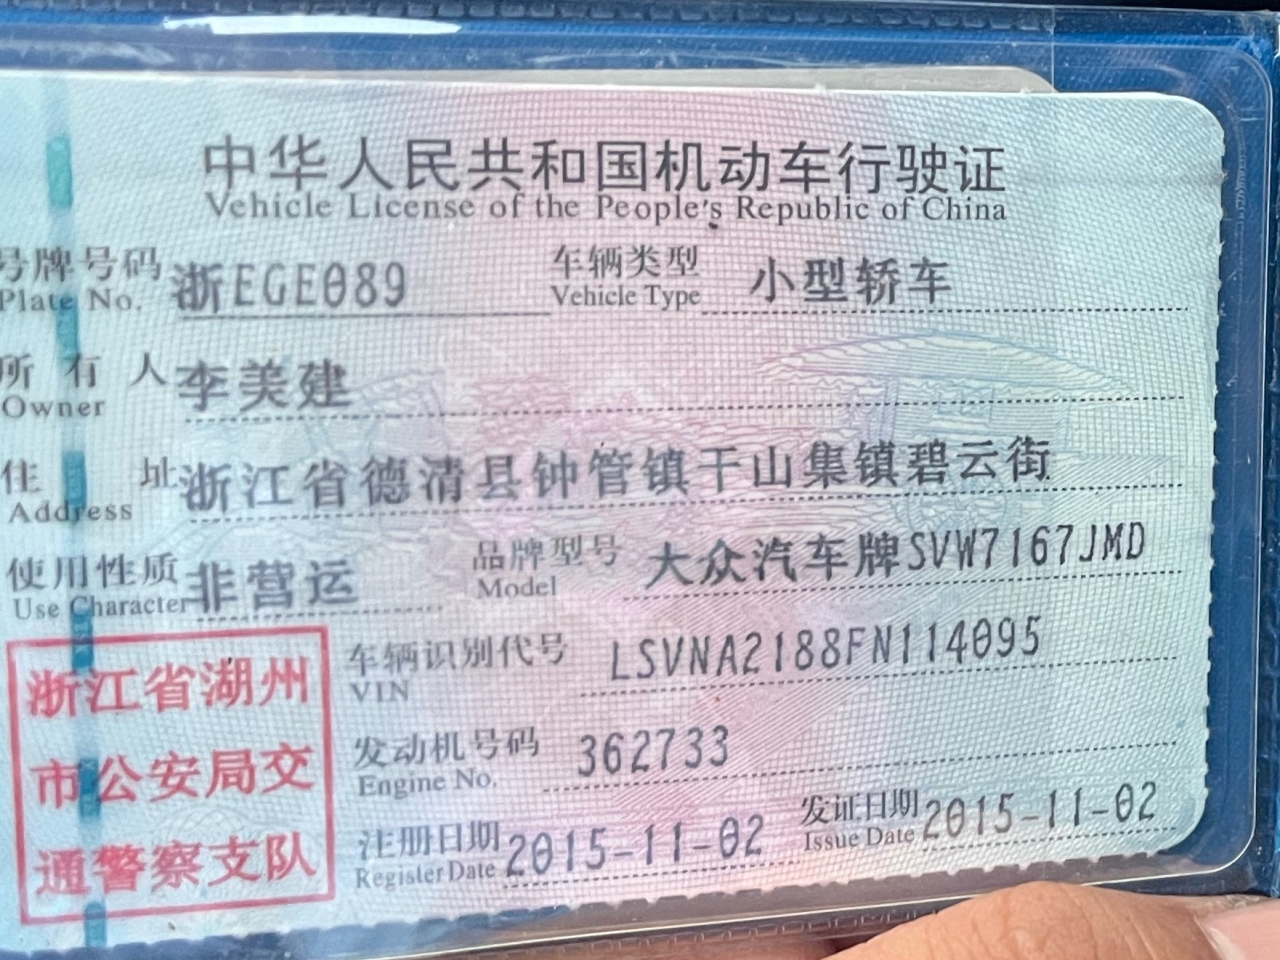 中华人民共和国机动车行驶证
Vehicle License of the People's Republic of China
号牌号码 浙EGE089 车辆类型 小型轿车
Plate No. Vehicle Type
所有人 李美建
Owner
住址 浙江省德清县钟管镇干山集镇碧云街
Address
使用性质 非营运 品牌型号 大众汽车牌SVW7167JMD
Use Character Model
浙江省湖州
市公安局交
通警察支队
车辆识别代号 LSVNA2188FN114095
VIN
发动机号码 362733
Engine No.
注册日期 2015-11-02 发证日期 2015-11-02
Register Date Issue Date